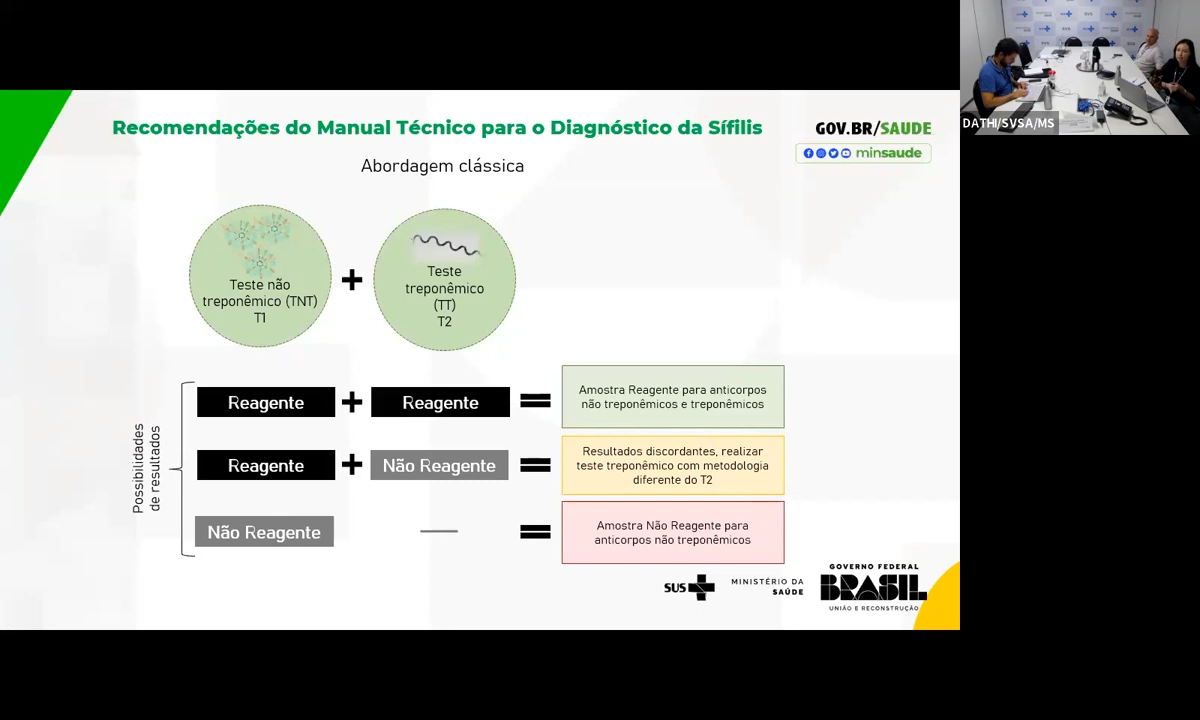 Recomendações do Manual Técnico para o Diagnóstico da Sífilis
GOV.BR/SAUDE
minsaude
Abordagem clássica
DATHI/SVSA/MS
Teste não
treponêmico (TNT)
T1
+
Teste
treponêmico
(TT)
T2
Possibilidades
de resultados
Reagente + Reagente =
Amostra Reagente para anticorpos
não treponêmicos e treponêmicos
Reagente + Não Reagente =
Resultados discordantes, realizar
teste treponêmico com metodologia
diferente do T2
Não Reagente — =
Amostra Não Reagente para
anticorpos não treponêmicos
SUS
MINISTÉRIO DA
SAÚDE
GOVERNO FEDERAL
BRASIL
UNIÃO E RECONSTRUÇÃO